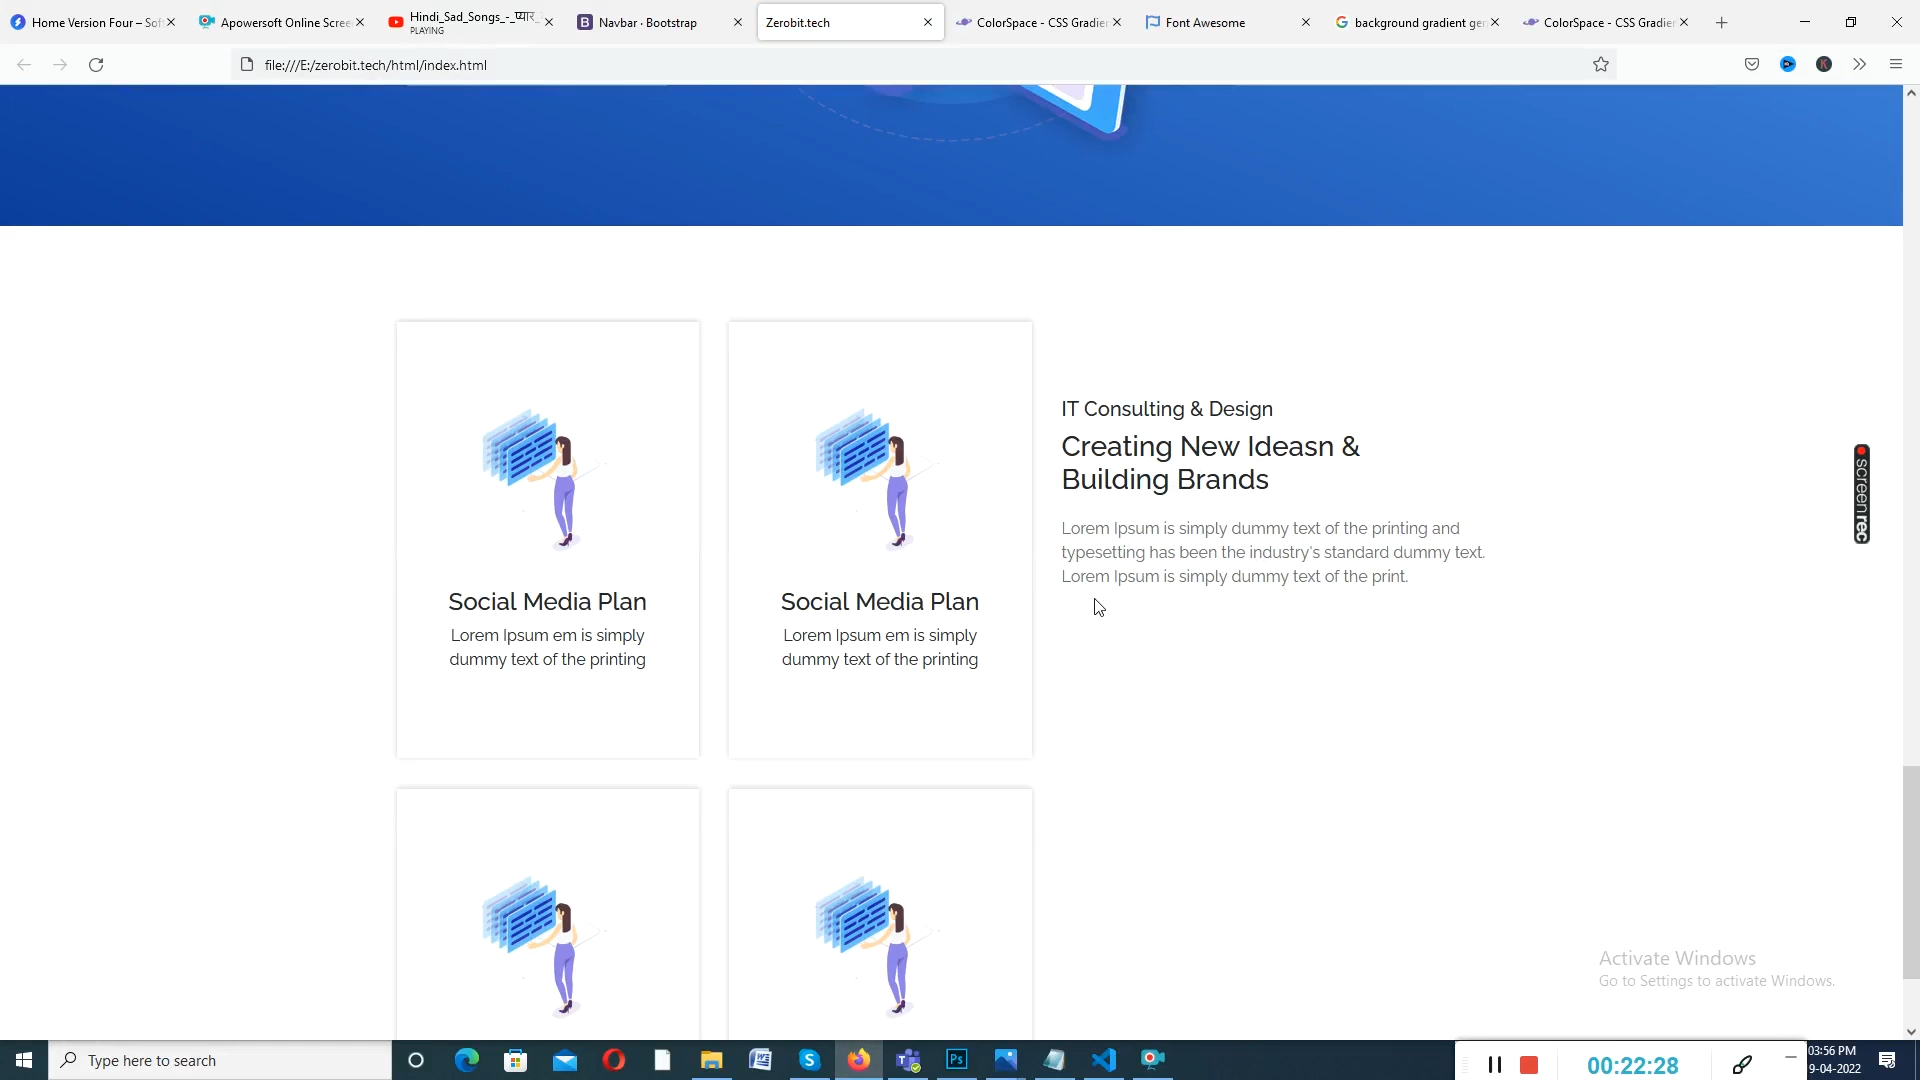 Home Version Four – Sof
Apowersoft Online Scree
Hindi_Sad_Songs_-_प्यार_
PLAYING
Navbar · Bootstrap
Zerobit.tech
ColorSpace - CSS Gradien
Font Awesome
background gradient gen
ColorSpace - CSS Gradien
file:///E:/zerobit.tech/html/index.html
IT Consulting & Design
Creating New Ideasn &
Building Brands
Lorem Ipsum is simply dummy text of the printing and
typesetting has been the industry's standard dummy text.
Lorem Ipsum is simply dummy text of the print.
Social Media Plan
Lorem Ipsum em is simply
dummy text of the printing
Social Media Plan
Lorem Ipsum em is simply
dummy text of the printing
screenrec
Activate Windows
Go to Settings to activate Windows.
Type here to search
00:22:28
03:56 PM
9-04-2022